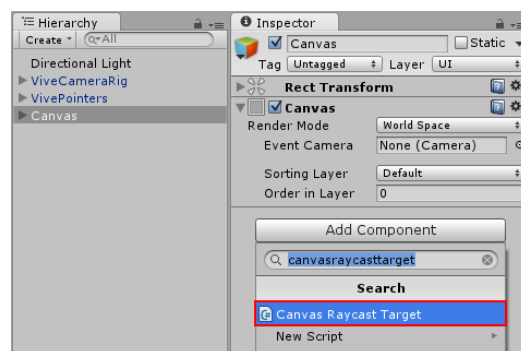 Hierarchy
Create
All
Directional Light
ViveCameraRig
VivePointers
Canvas
Inspector
Canvas
Static
Tag Untagged Layer UI
Rect Transform
Canvas
Render Mode World Space
Event Camera None (Camera)
Sorting Layer Default
Order in Layer 0
Add Component
canvasraycasttarget
Search
Canvas Raycast Target
New Script